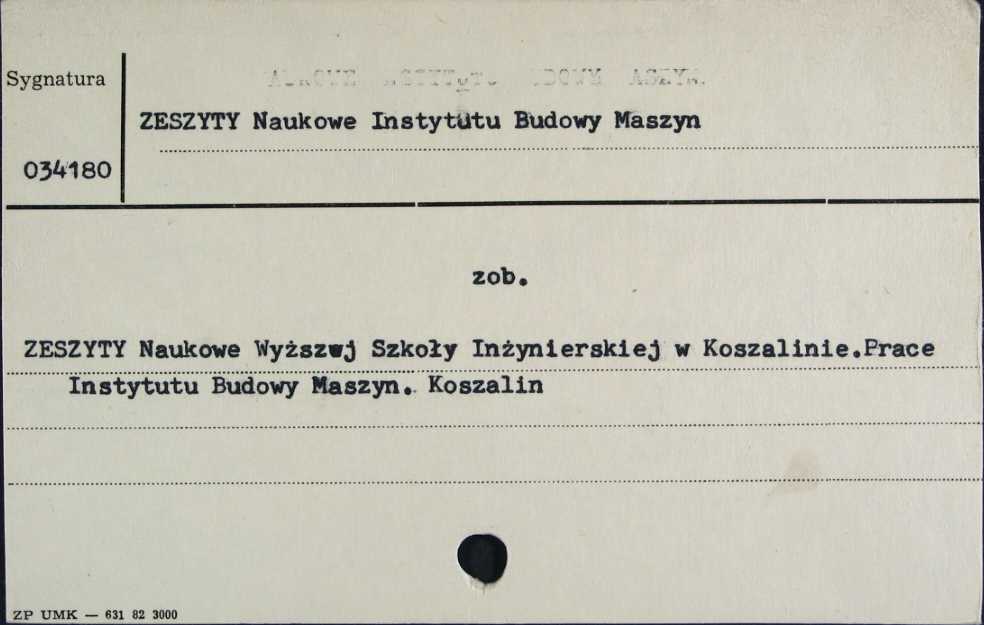 Sygnatura
ZESZYTY Naukowe Instytutu Budowy Maszyn
034180
zob.
ZESZYTY Naukowe Wyższej Szkoły Inżynierskiej w Koszalinie.Prace
Instytutu Budowy Maszyn. Koszalin
ZP UMK — 631 82 3000